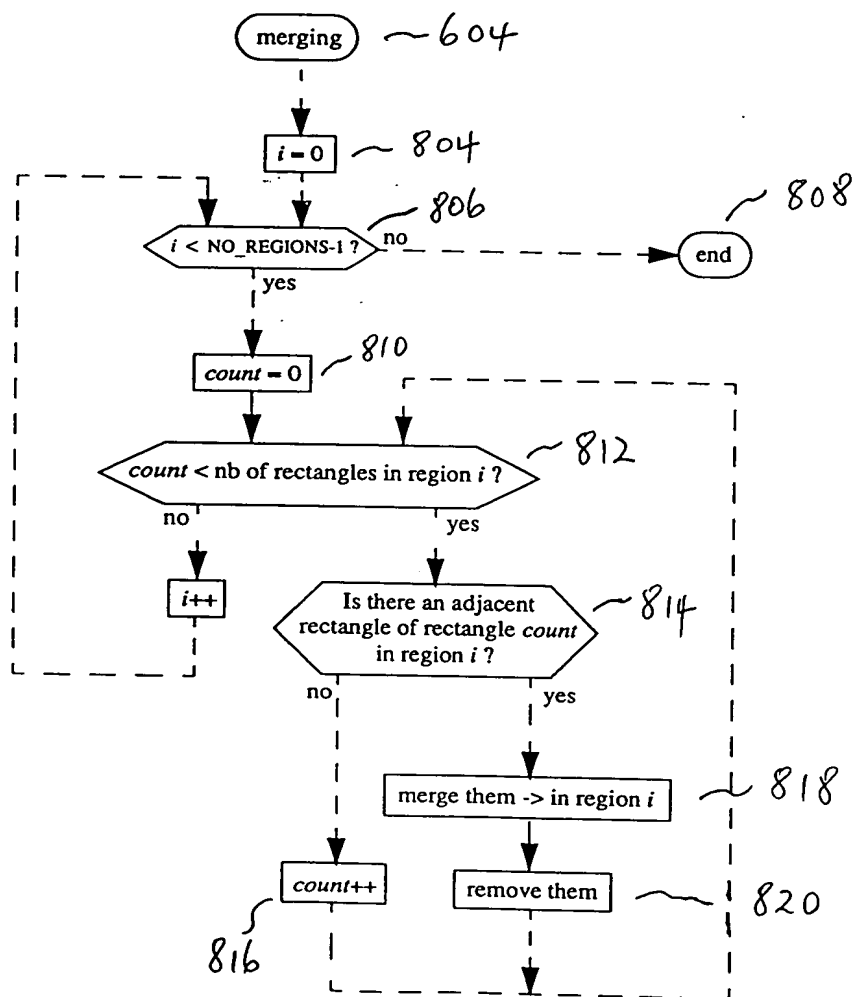 merging
604
i = 0
804
806
808
i < NO_REGIONS-1 ?
no
end
yes
810
count = 0
812
count < nb of rectangles in region i ?
no
yes
i++
Is there an adjacent
rectangle of rectangle count
in region i ?
814
no
yes
merge them -> in region i
818
count++
remove them
820
816